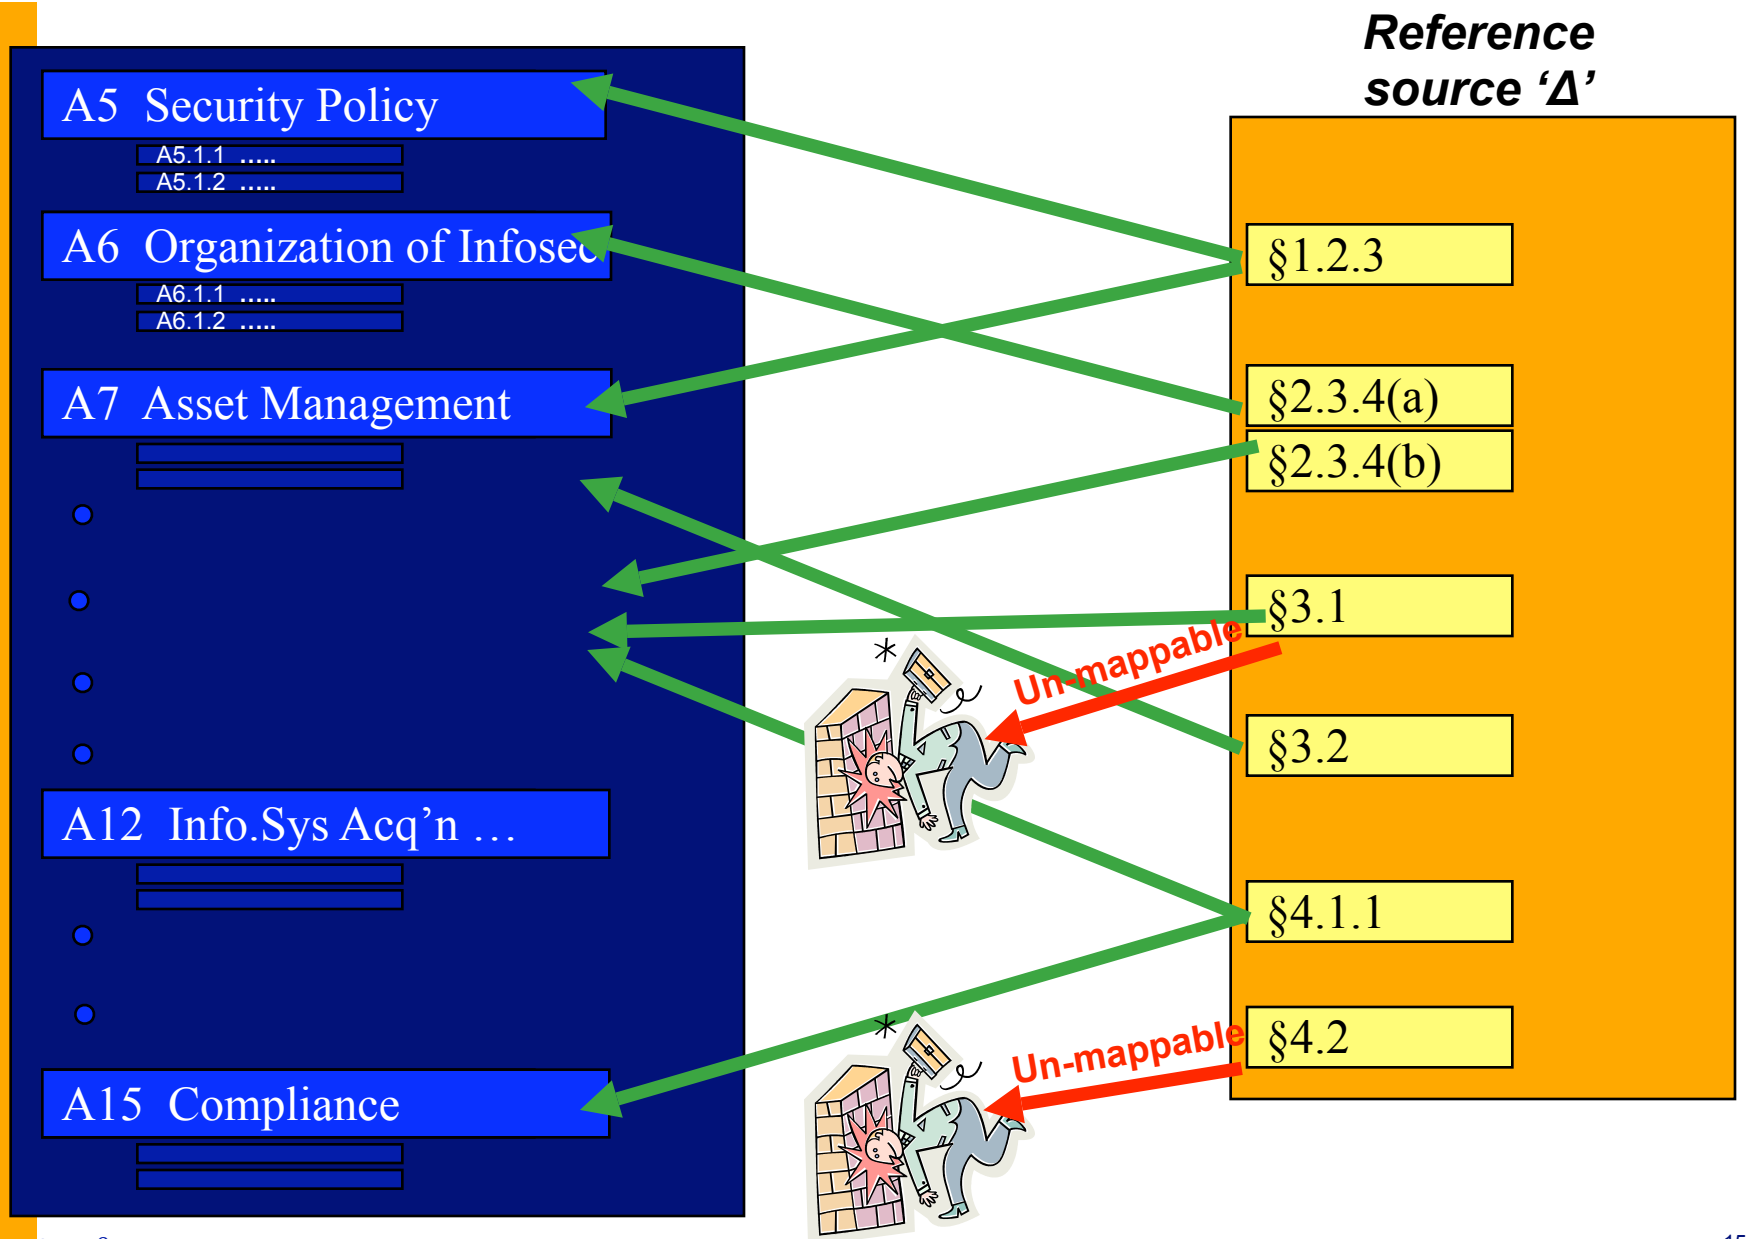 Reference
source ‘Δ’
A5 Security Policy
A5.1.1 .....
A5.1.2 .....
A6 Organization of Infosec
A6.1.1 .....
A6.1.2 .....
A7 Asset Management
A12 Info.Sys Acq’n …
A15 Compliance
§1.2.3
§2.3.4(a)
§2.3.4(b)
§3.1
Un-mappable
§3.2
§4.1.1
§4.2
Un-mappable